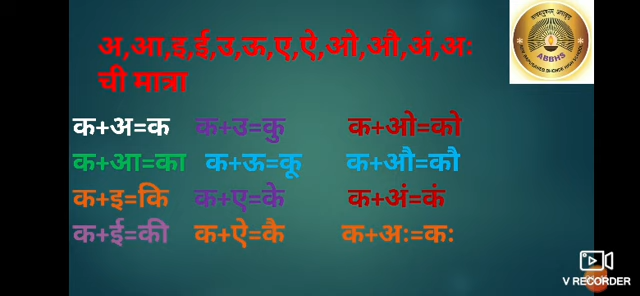 अ,आ,इ,ई,उ,ऊ,ए,ऐ,ओ,औ,अं,अः
ची मात्रा
क+अ=क क+उ=कु क+ओ=को
क+आ=का क+ऊ=कू क+औ=कौ
क+इ=कि क+ए=के क+अं=कं
क+ई=की क+ऐ=कै क+अः=कः
ABBHS
V RECORDER